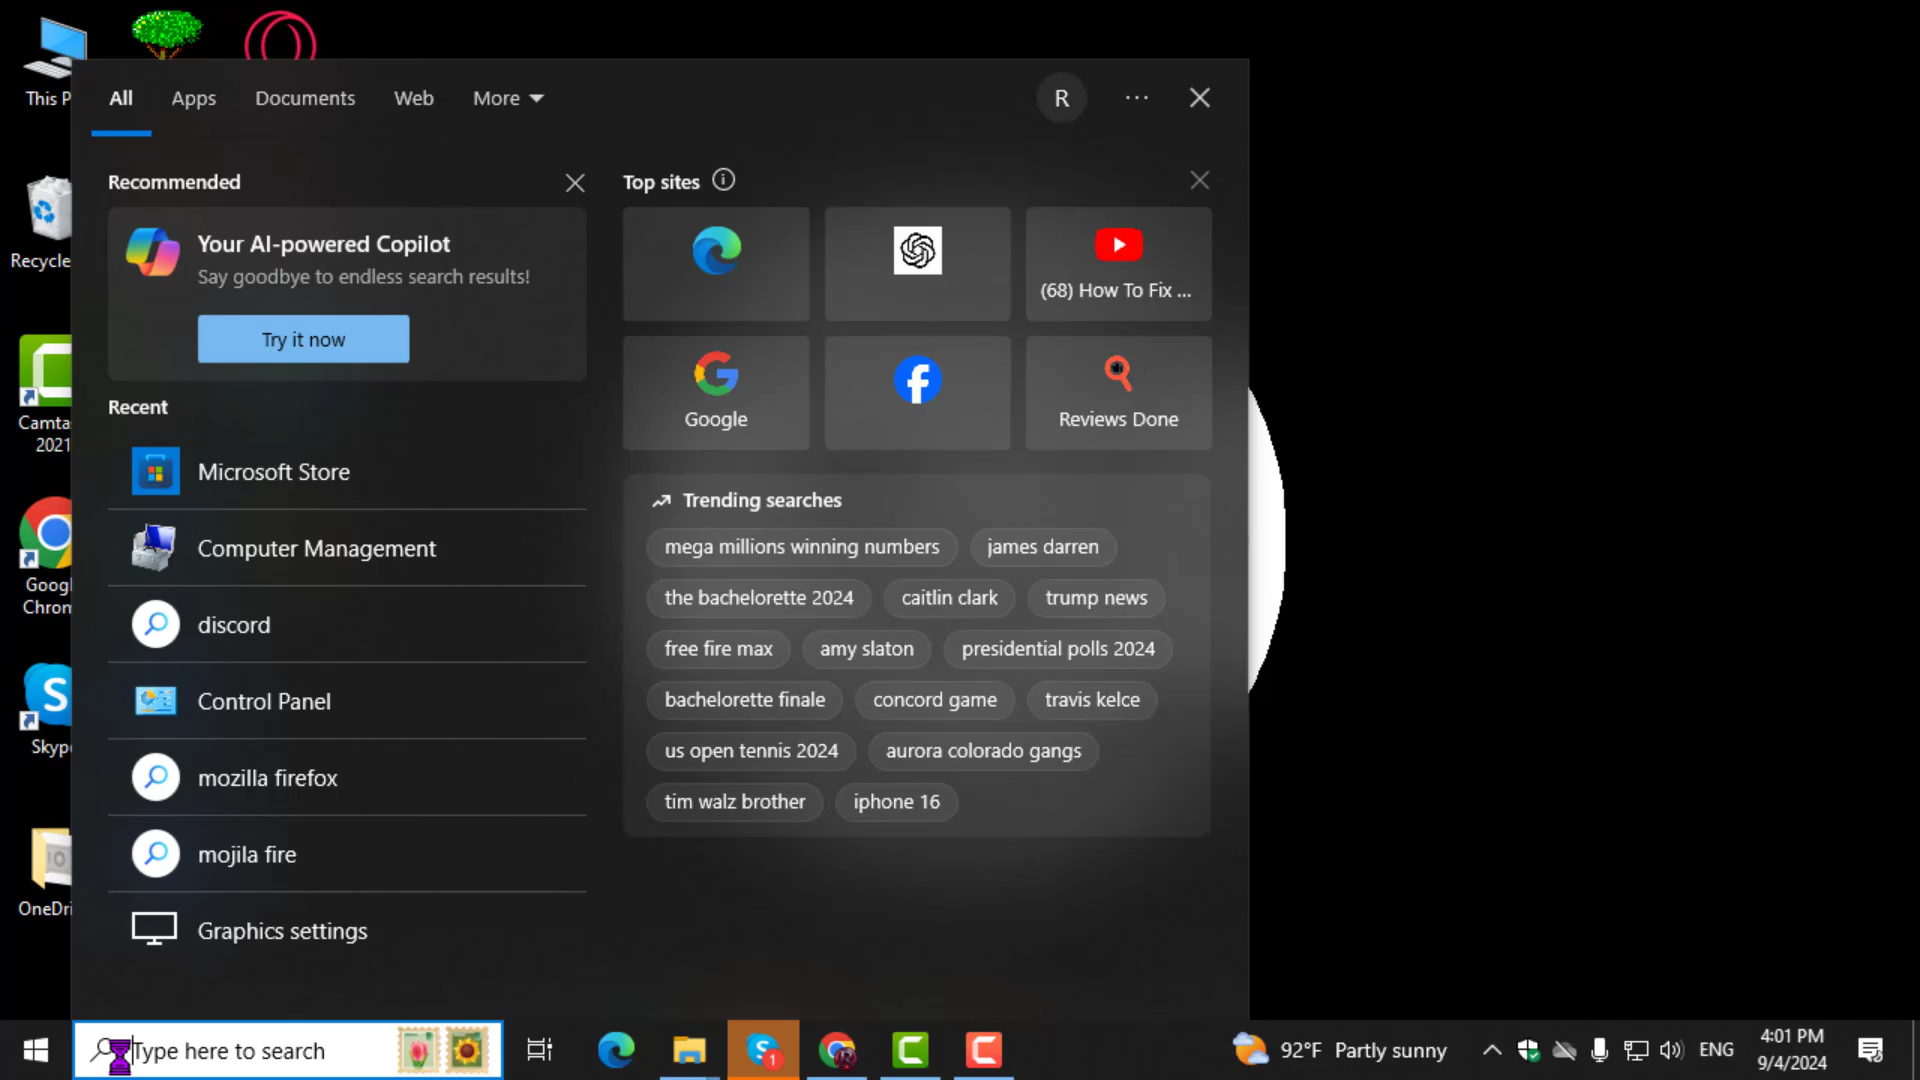 This P
Recycle
Camta
2021
Googl
Chrom
Skype
OneDri
All
Apps
Documents
Web
More
R
Recommended
Your AI-powered Copilot
Say goodbye to endless search results!
Try it now
Recent
Microsoft Store
Computer Management
discord
Control Panel
mozilla firefox
mojila fire
Graphics settings
Top sites
(68) How To Fix ...
Google
Reviews Done
Trending searches
mega millions winning numbers
james darren
the bachelorette 2024
caitlin clark
trump news
free fire max
amy slaton
presidential polls 2024
bachelorette finale
concord game
travis kelce
us open tennis 2024
aurora colorado gangs
tim walz brother
iphone 16
Type here to search
1
92°F Partly sunny
ENG
4:01 PM
9/4/2024